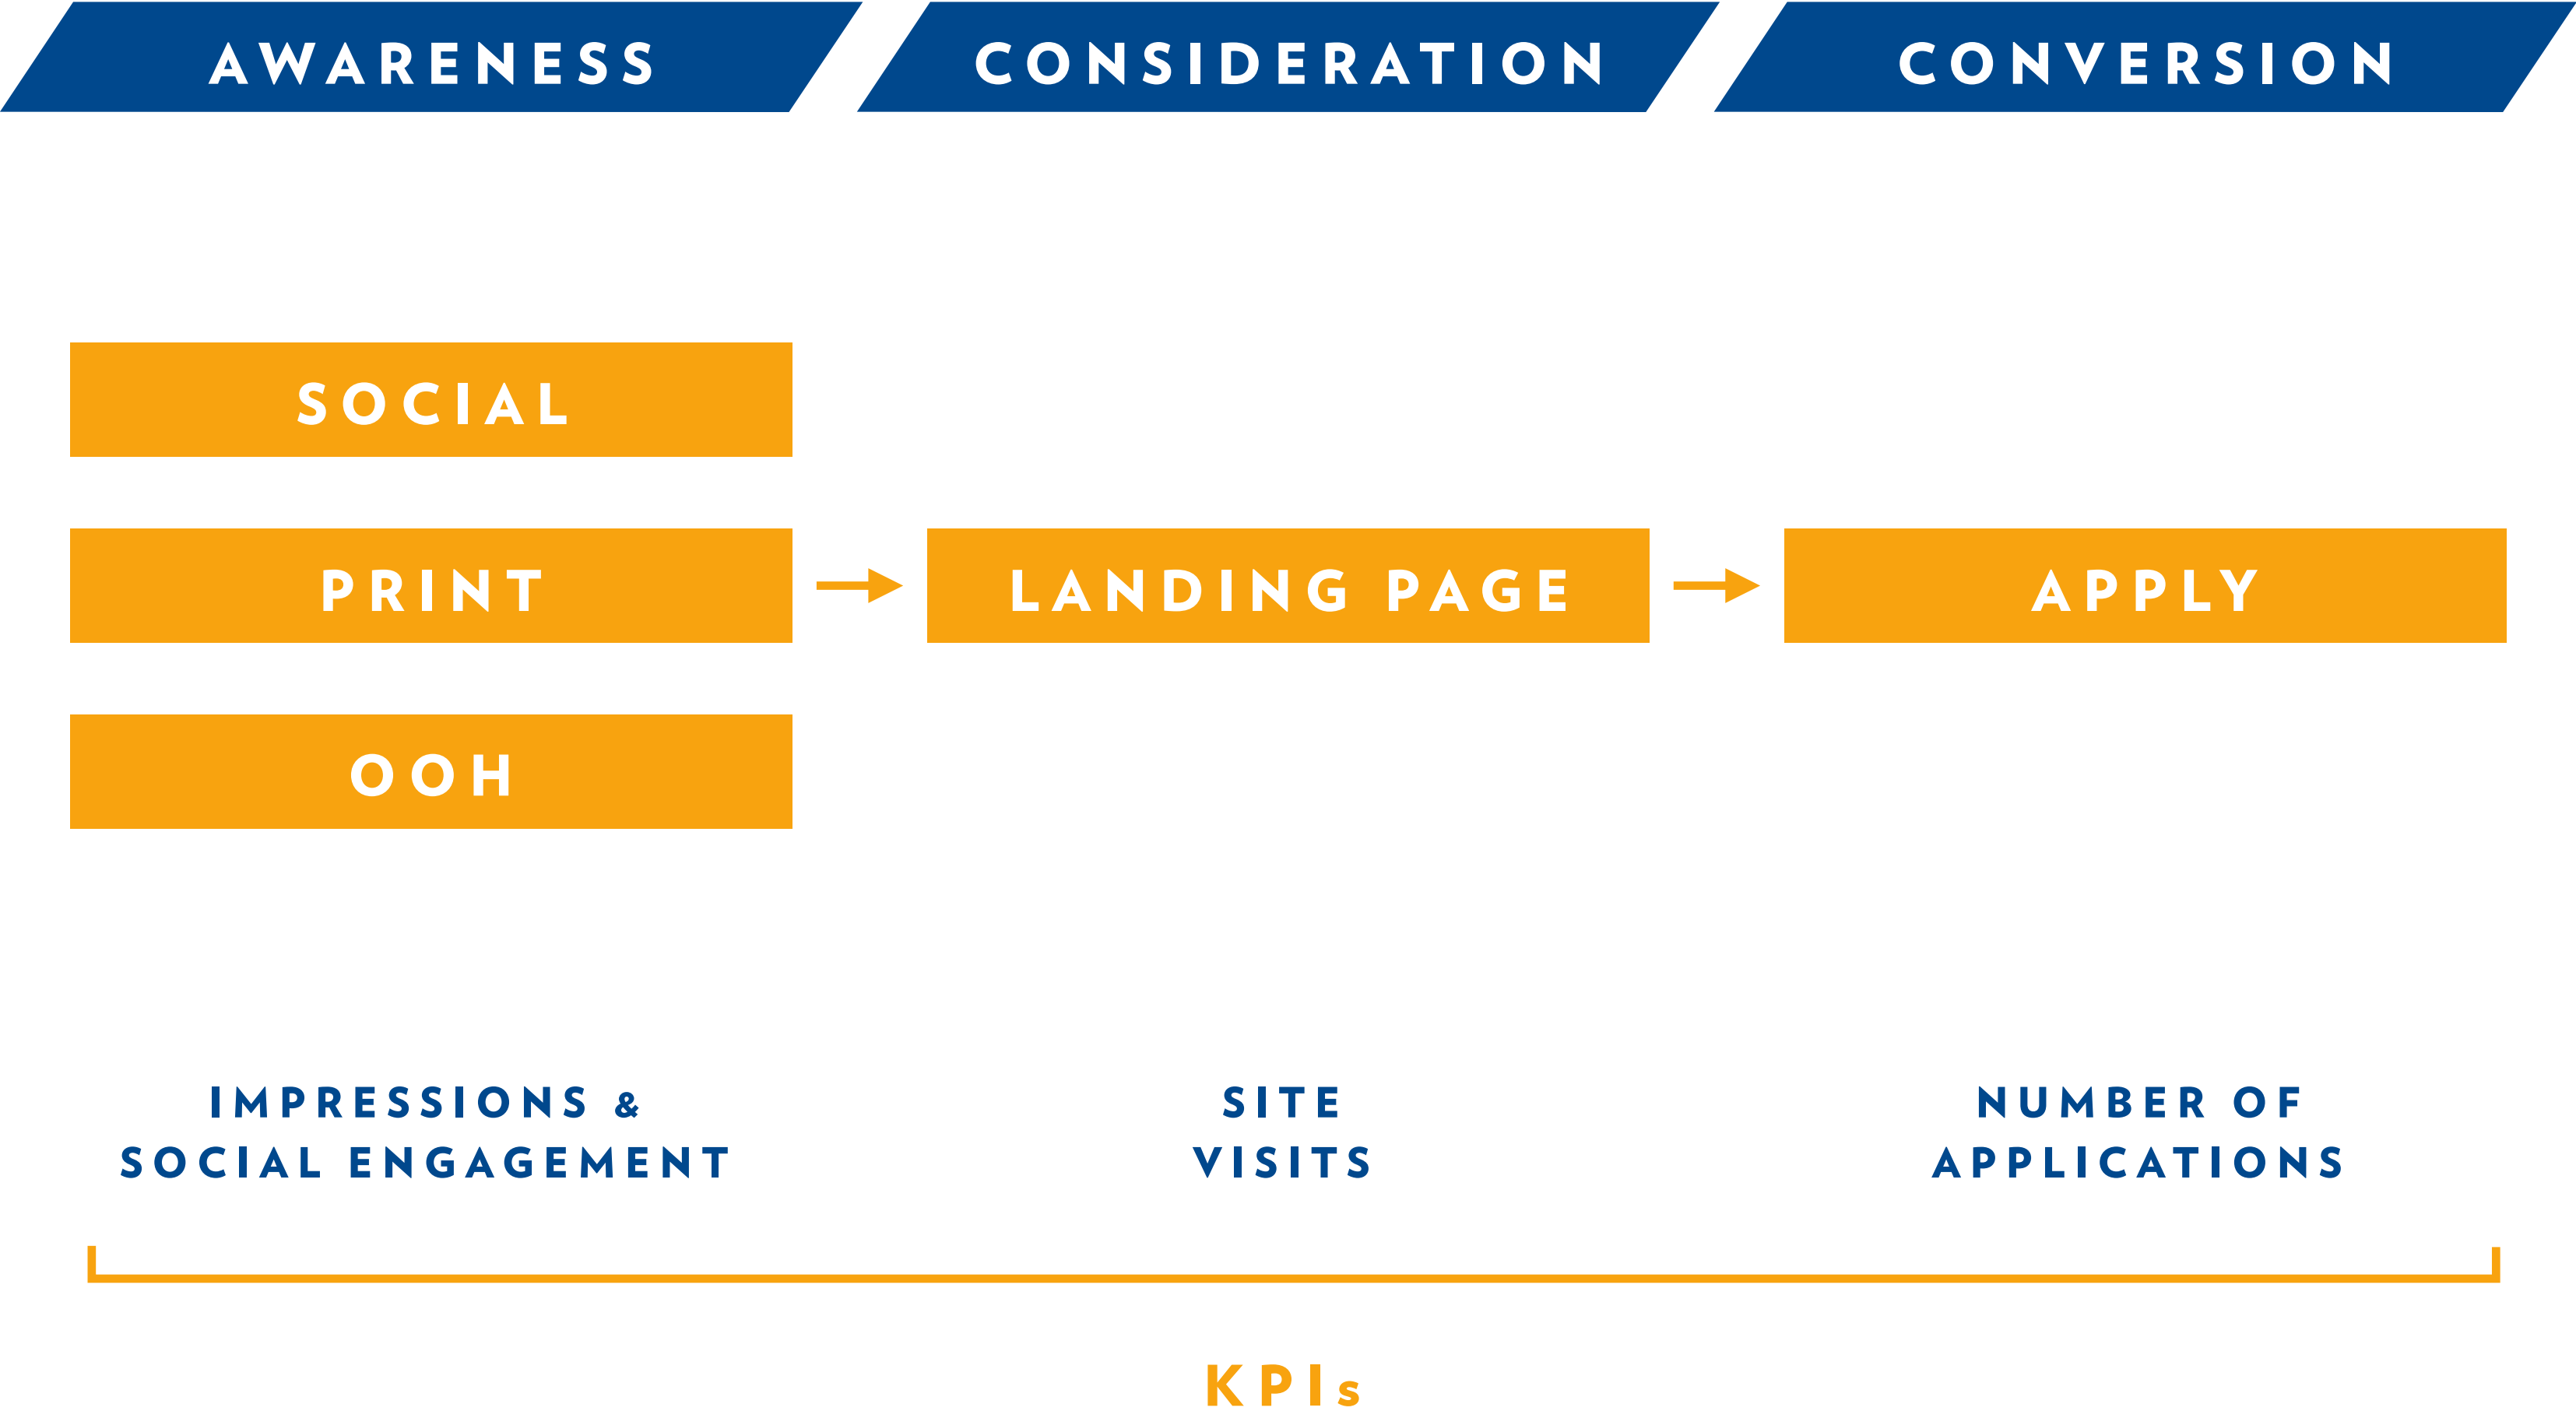 AWARENESS
CONSIDERATION
CONVERSION
SOCIAL
PRINT
LANDING PAGE
APPLY
OOH
IMPRESSIONS &
SOCIAL ENGAGEMENT
SITE
VISITS
NUMBER OF
APPLICATIONS
KPIs